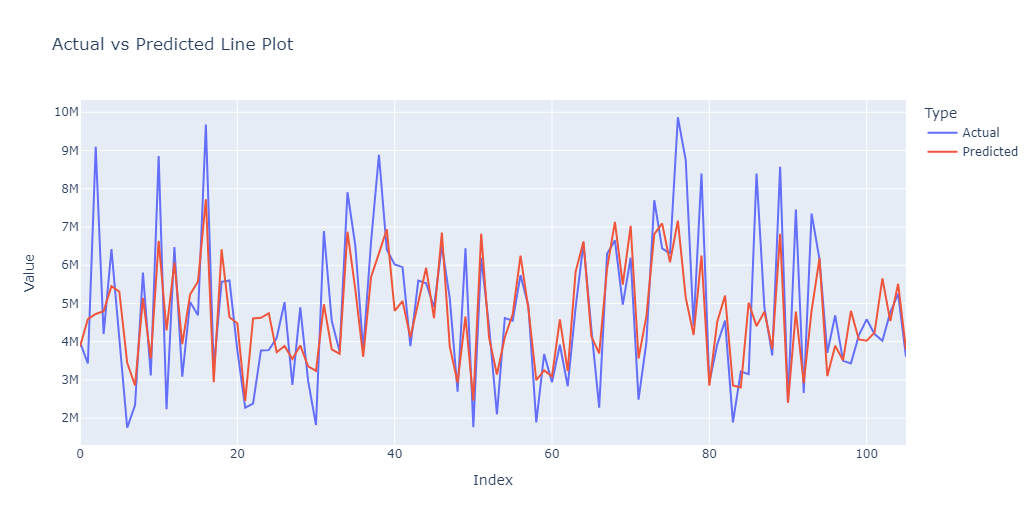 Actual vs Predicted Line Plot
Type
Actual
Predicted
10M
9M
8M
7M
6M
5M
4M
3M
2M
Value
0 20 40 60 80 100
Index